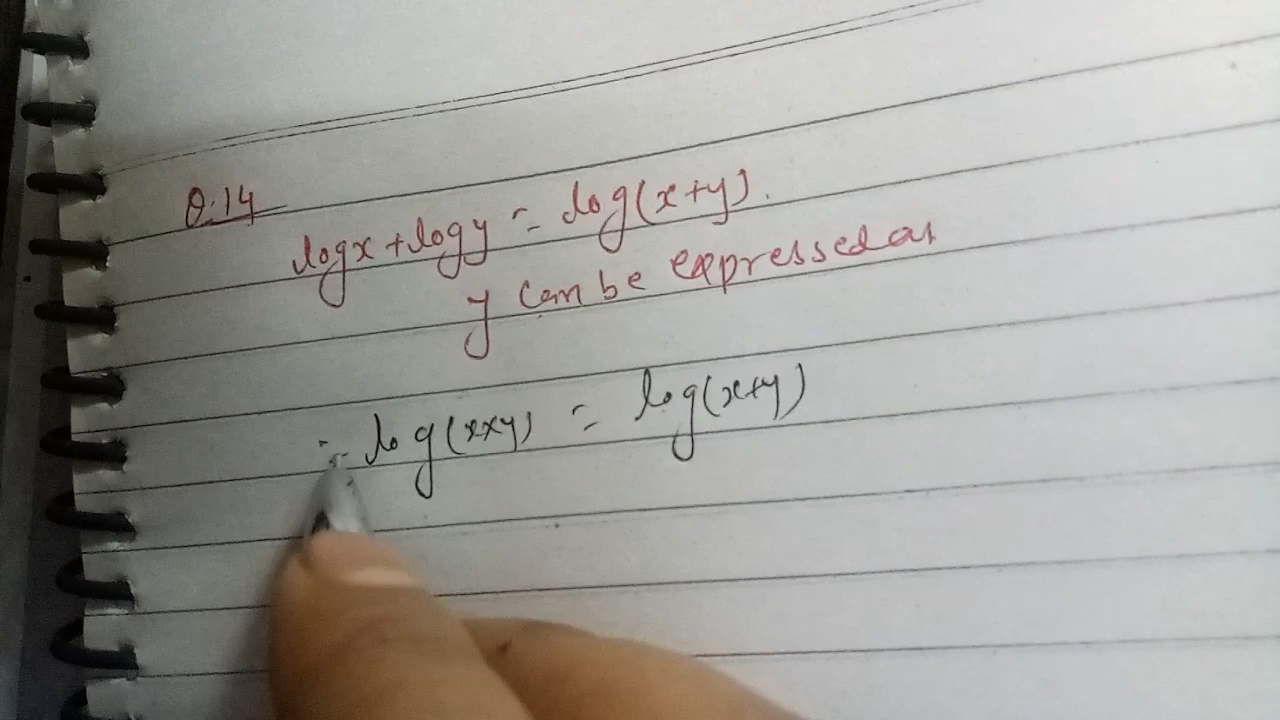 Q.14
logx + logy = log(x+y).
y can be expressed as
= log(x×y) = log(x+y)